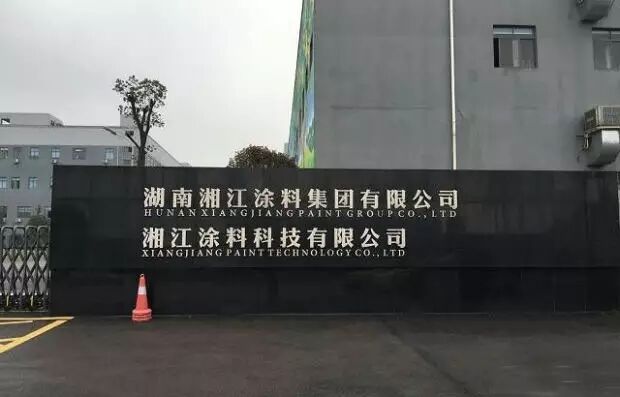 湖南湘江涂料集团有限公司
HUNAN XIANGJIANG PAINT GROUP CO., LTD
湘江涂料科技有限公司
XIANGJIANG PAINT TECHNOLOGY CO., LTD